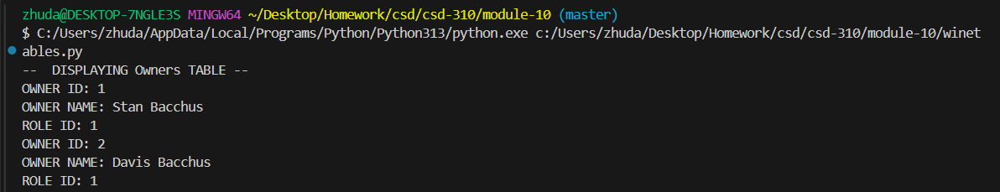 zhuda@DESKTOP-7NGLE3S MINGW64 ~/Desktop/Homework/csd/csd-310/module-10 (master)
$ C:/Users/zhuda/AppData/Local/Programs/Python/Python313/python.exe c:/Users/zhuda/Desktop/Homework/csd/csd-310/module-10/winet
ables.py
--  DISPLAYING Owners TABLE --
OWNER ID: 1
OWNER NAME: Stan Bacchus
ROLE ID: 1
OWNER ID: 2
OWNER NAME: Davis Bacchus
ROLE ID: 1